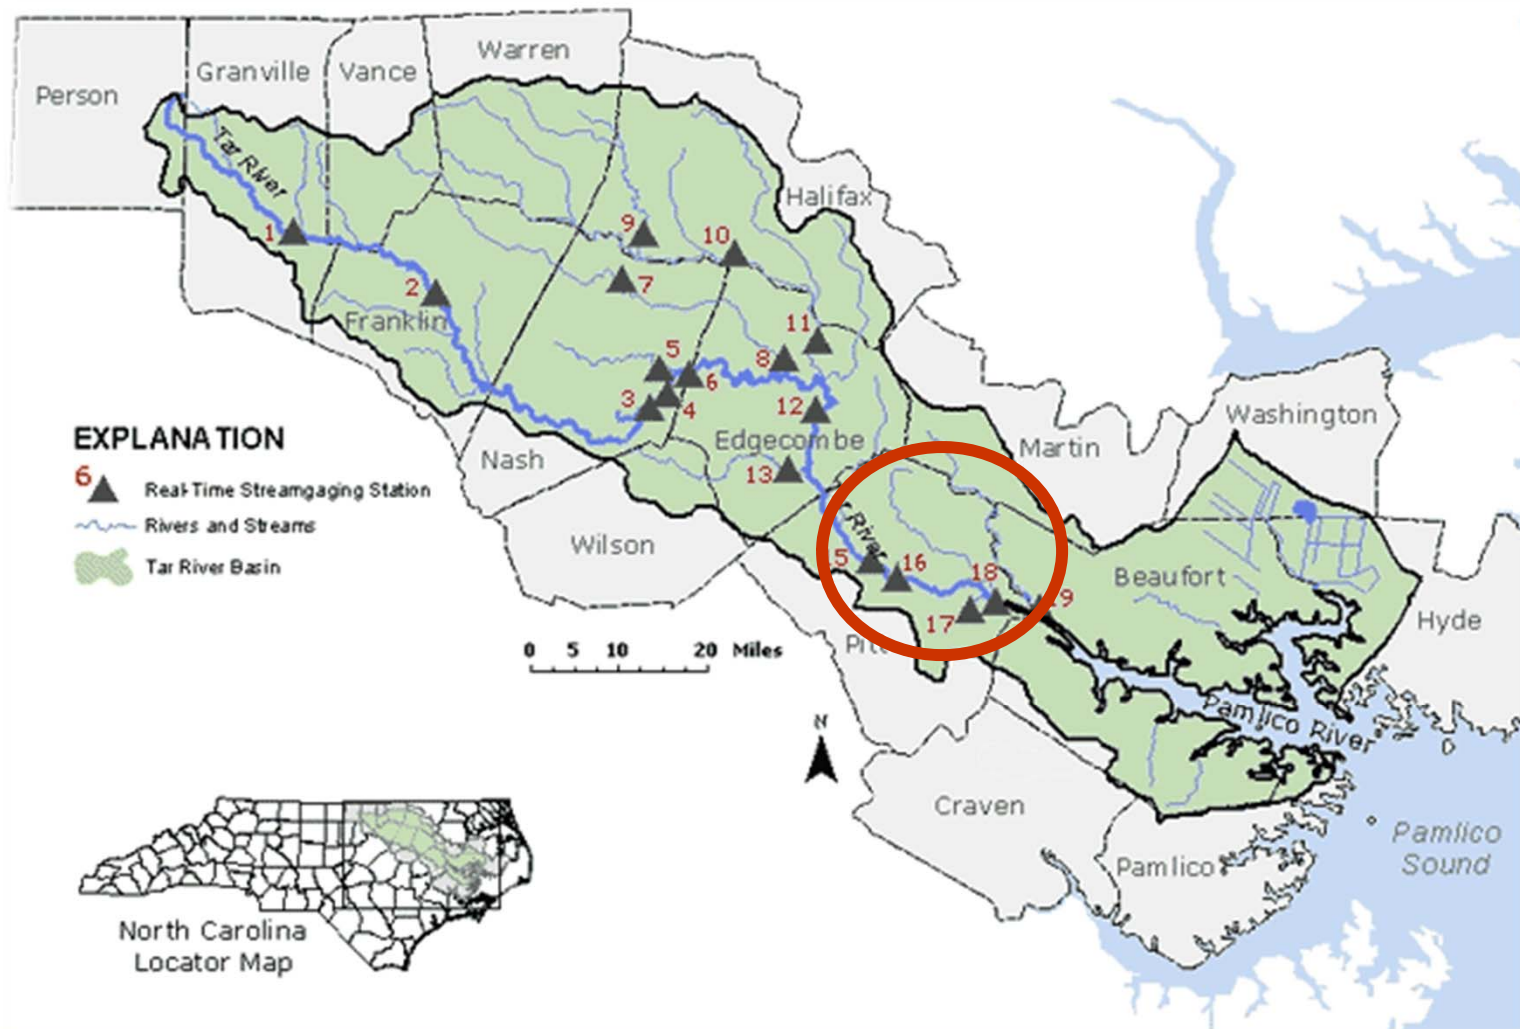 Warren
Granville
Vance
Person
Tar River
Halifax
9
10
1
7
2
Franklin
11
5
8
6
3
4
12
Edgecombe
Washington
Martin
EXPLANATION
Nash
13
6
Real-Time Streamgaging Station
River
Rivers and Streams
Wilson
5
16
18
Beaufort
Tar River Basin
9
17
Hyde
Pitt
0 5 10 20 Miles
Pamlico River
N
Craven
Pamlico
Sound
Pamlico
North Carolina
Locator Map